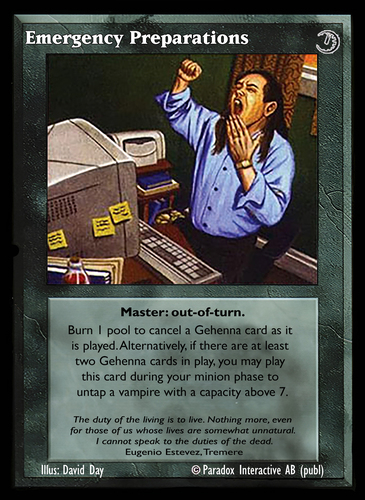 Emergency Preparations
Master: out-of-turn.
Burn 1 pool to cancel a Gehenna card as it
is played. Alternatively, if there are at least
two Gehenna cards in play, you may play
this card during your minion phase to
untap a vampire with a capacity above 7.
The duty of the living is to live. Nothing more, even
for those of us whose lives are somewhat unnatural.
I cannot speak to the duties of the dead.
Eugenio Estevez, Tremere
Illus: David Day
© Paradox Interactive AB (publ)